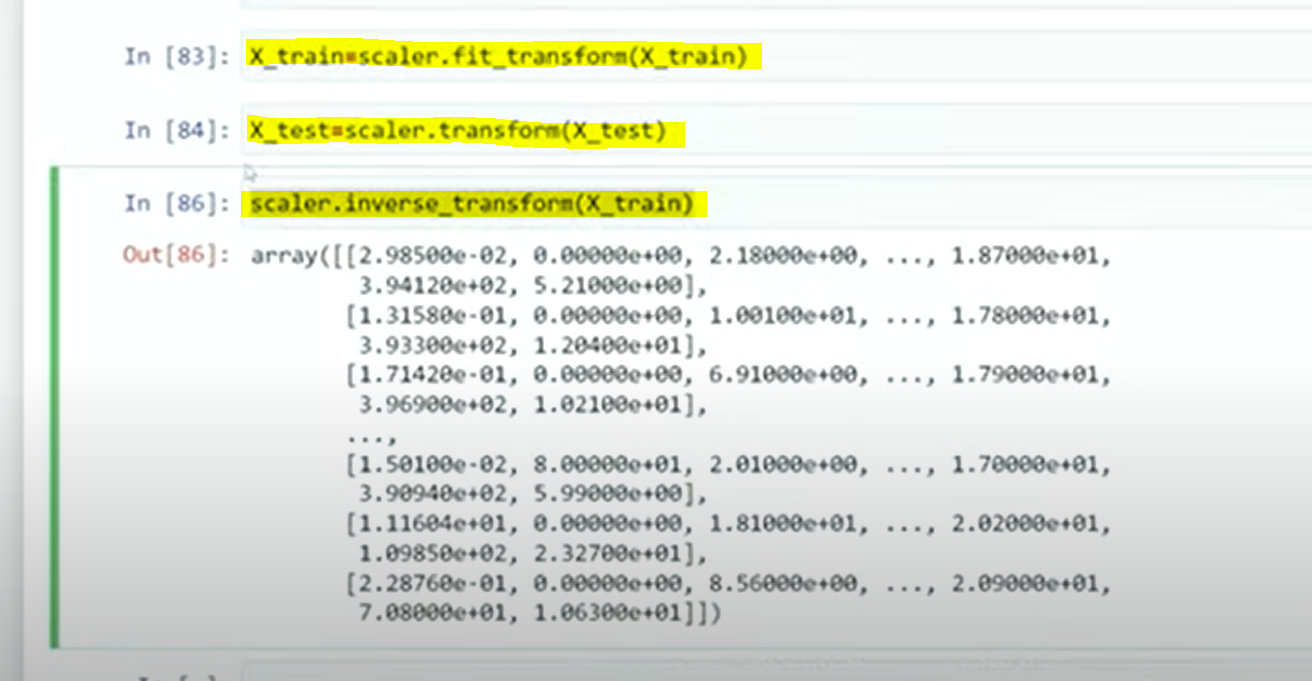 In [83]: X_train=scaler.fit_transform(X_train)
In [84]: X_test=scaler.transform(X_test)
In [86]: scaler.inverse_transform(X_train)
Out[86]: array([[2.98500e-02, 0.00000e+00, 2.18000e+00, ..., 1.87000e+01,
3.94120e+02, 5.21000e+00],
[1.31580e-01, 0.00000e+00, 1.00100e+01, ..., 1.78000e+01,
3.93300e+02, 1.20400e+01],
[1.71420e-01, 0.00000e+00, 6.91000e+00, ..., 1.79000e+01,
3.96900e+02, 1.02100e+01],
...,
[1.50100e-02, 8.00000e+01, 2.01000e+00, ..., 1.70000e+01,
3.90940e+02, 5.99000e+00],
[1.11604e+01, 0.00000e+00, 1.81000e+01, ..., 2.02000e+01,
1.09850e+02, 2.32700e+01],
[2.28760e-01, 0.00000e+00, 8.56000e+00, ..., 2.09000e+01,
7.08000e+01, 1.06300e+01]])